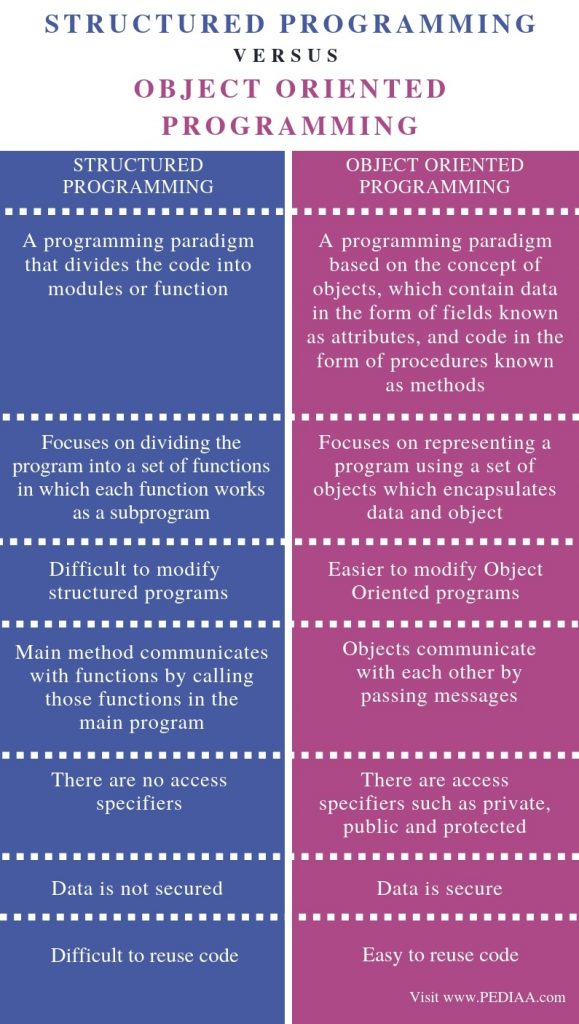 STRUCTURED PROGRAMMING
VERSUS
OBJECT ORIENTED
PROGRAMMING
STRUCTURED
PROGRAMMING
OBJECT ORIENTED
PROGRAMMING
A programming paradigm
that divides the code into
modules or function
A programming paradigm
based on the concept of
objects, which contain data
in the form of fields known
as attributes, and code in the
form of procedures known
as methods
Focuses on dividing the
program into a set of functions
in which each function works
as a subprogram
Focuses on representing a
program using a set of
objects which encapsulates
data and object
Difficult to modify
structured programs
Easier to modify Object
Oriented programs
Main method communicates
with functions by calling
those functions in the
main program
Objects communicate
with each other by
passing messages
There are no access
specifiers
There are access
specifiers such as private,
public and protected
Data is not secured
Data is secure
Difficult to reuse code
Easy to reuse code
Visit www.PEDIAA.com